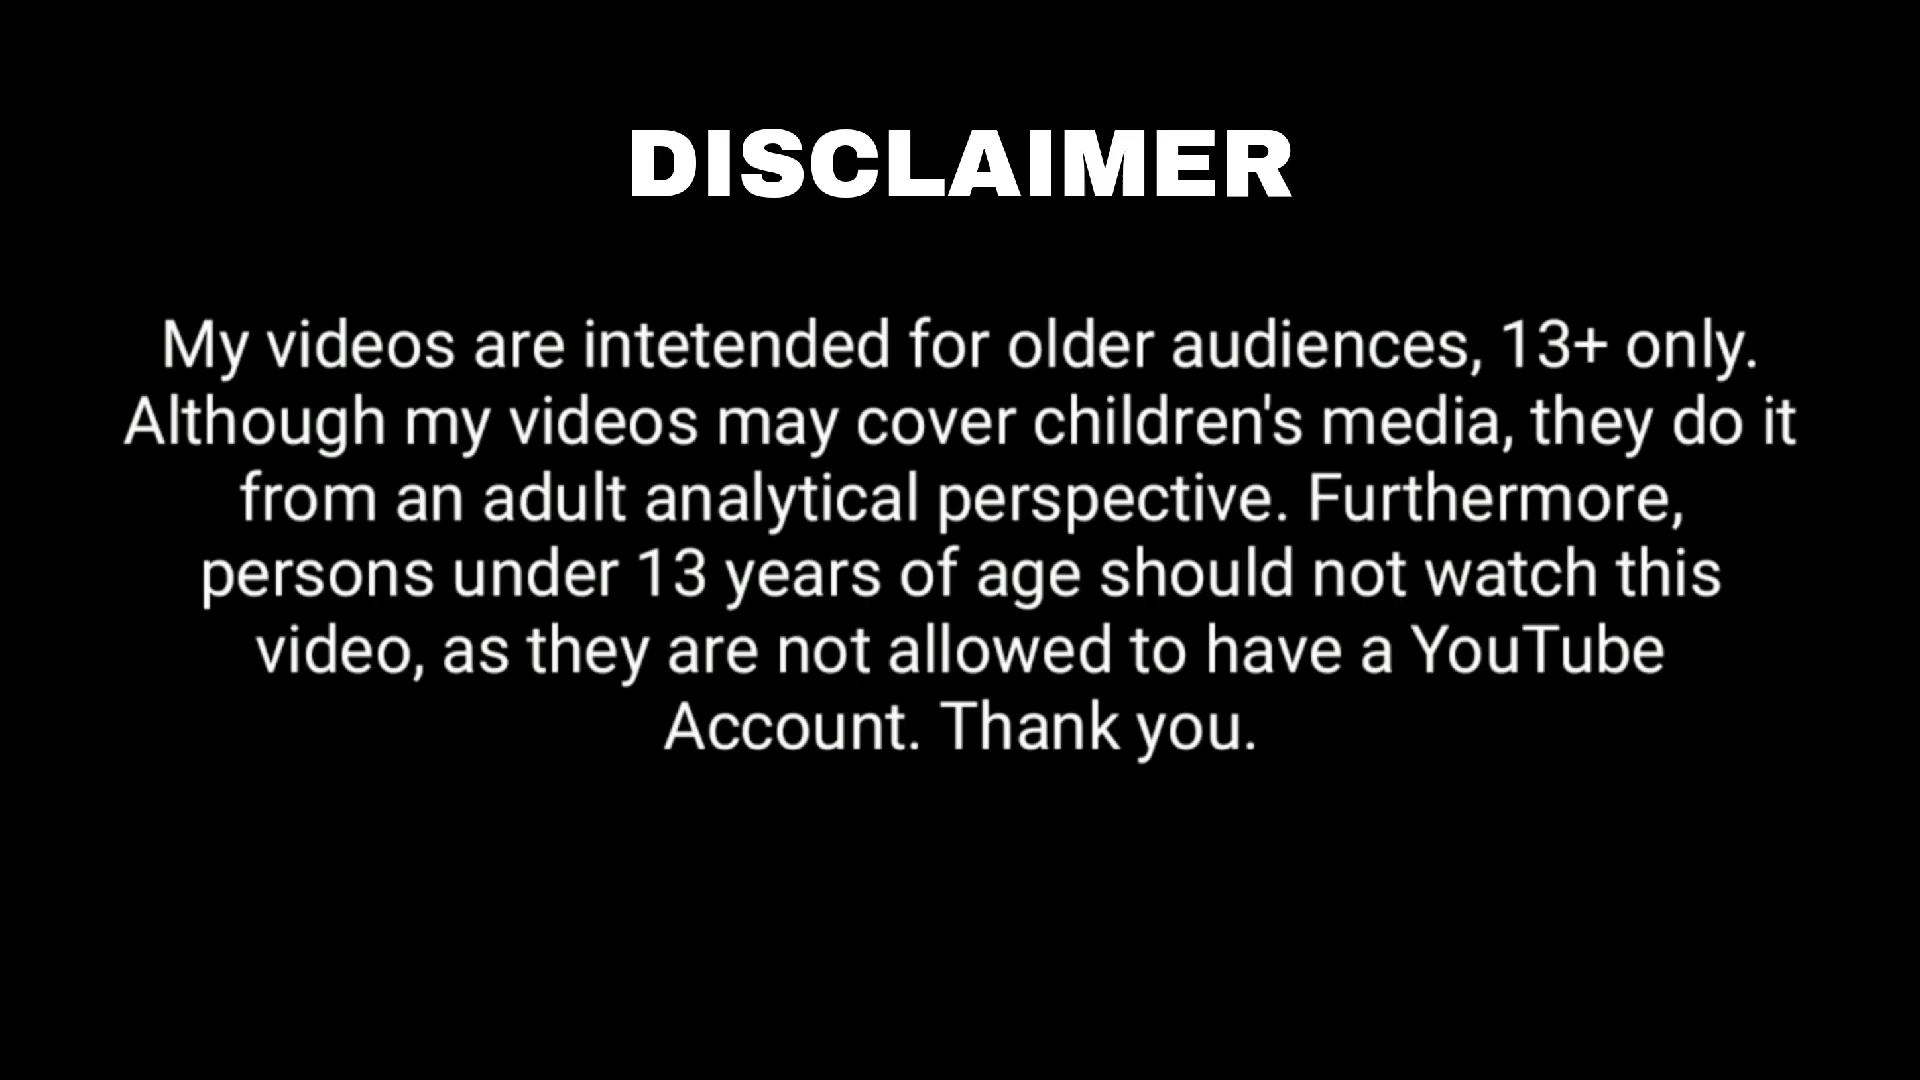 DISCLAIMER
My videos are intetended for older audiences, 13+ only.
Although my videos may cover children's media, they do it
from an adult analytical perspective. Furthermore,
persons under 13 years of age should not watch this
video, as they are not allowed to have a YouTube
Account. Thank you.